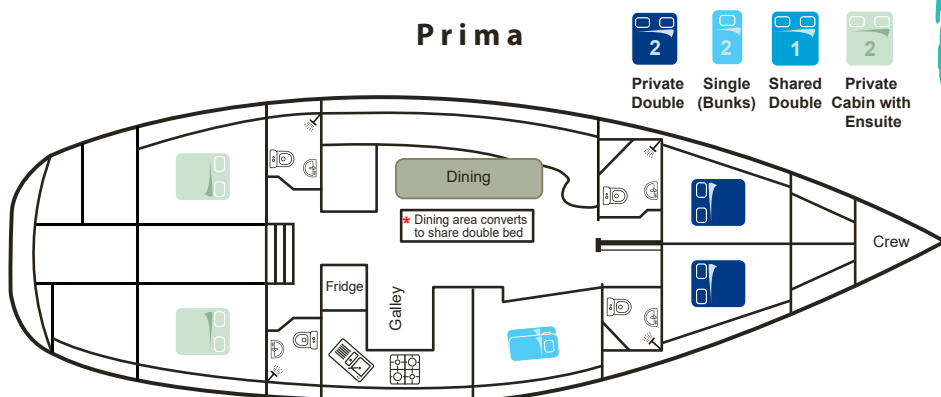 Prima
2
2
1
2
Private
Double
Single
(Bunks)
Shared
Double
Private
Cabin with
Ensuite
Dining
* Dining area converts
to share double bed
Crew
Fridge
Galley